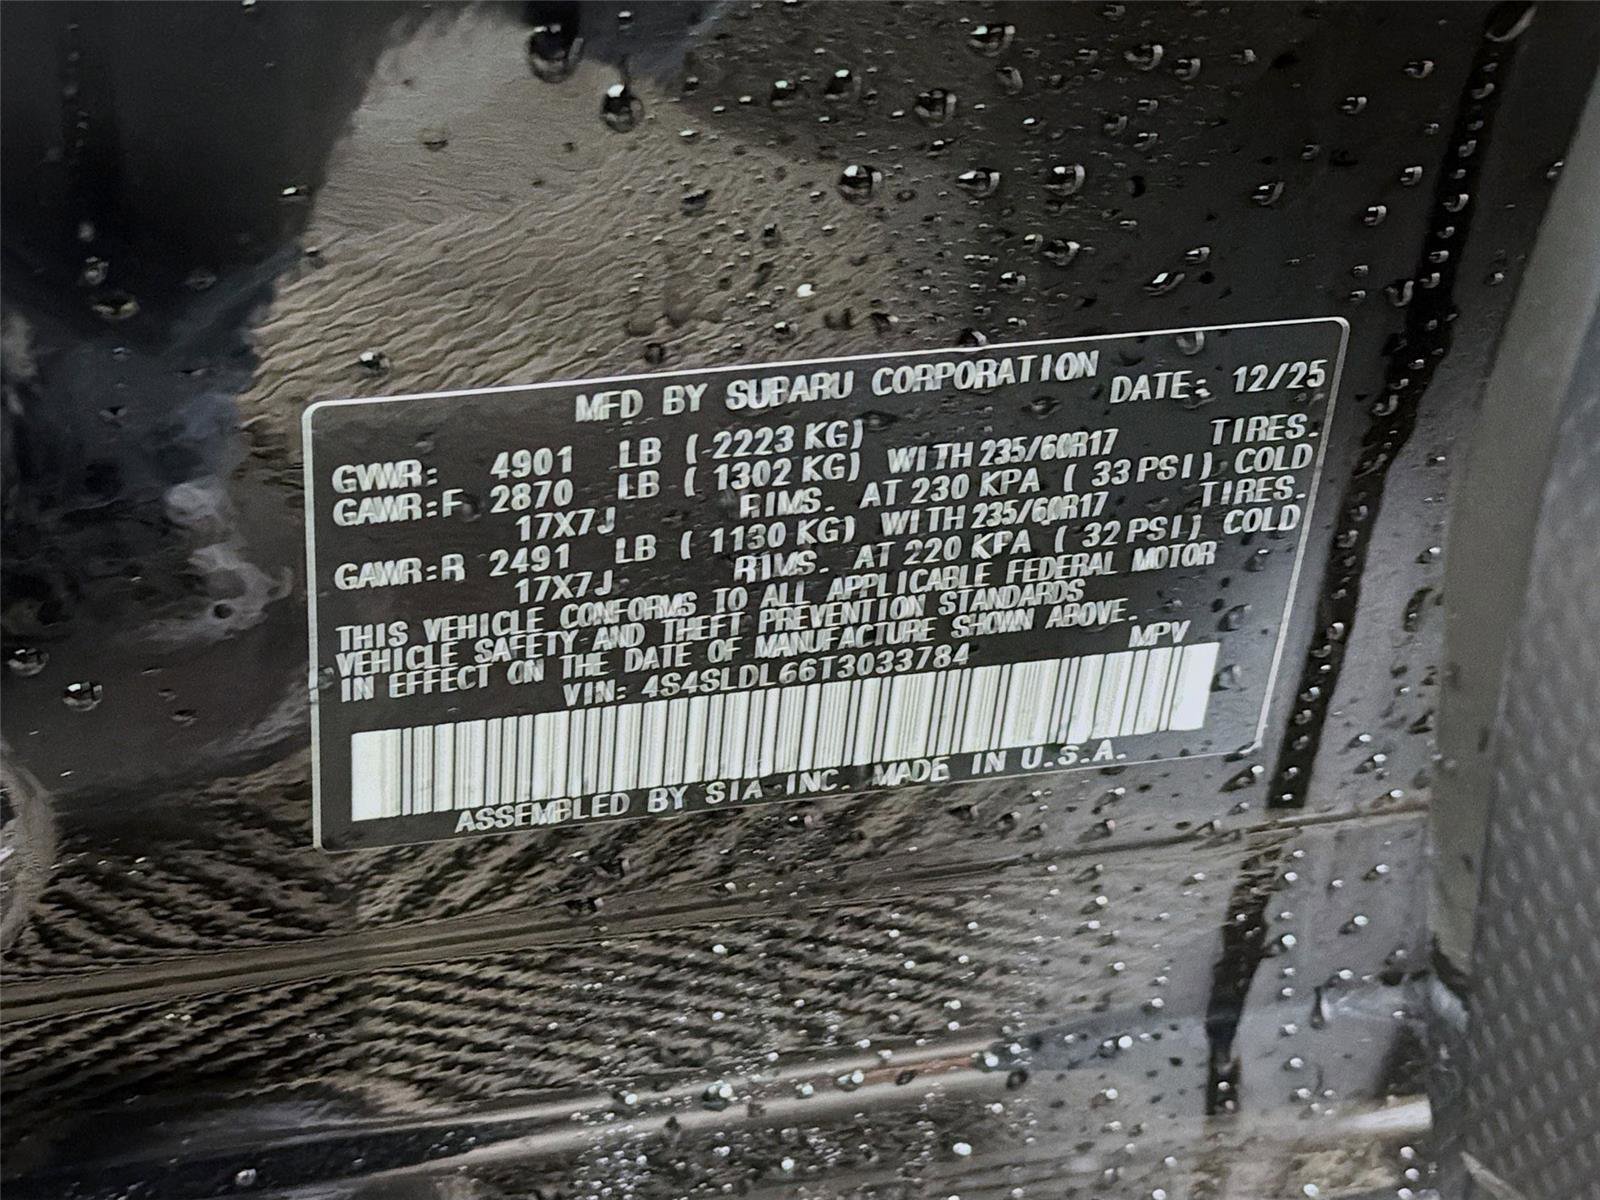 MFD BY SUBARU CORPORATION DATE: 12/25
GVWR: 4901 LB ( 2223 KG)
GAWR:F 2870 LB ( 1302 KG) WITH 235/60R17 TIRES.
17X7J RIMS. AT 230 KPA ( 33 PSI) COLD
GAWR:R 2491 LB ( 1130 KG) WITH 235/60R17 TIRES.
17X7J RIMS. AT 220 KPA ( 32 PSI) COLD
THIS VEHICLE CONFORMS TO ALL APPLICABLE FEDERAL MOTOR
VEHICLE SAFETY AND THEFT PREVENTION STANDARDS
IN EFFECT ON THE DATE OF MANUFACTURE SHOWN ABOVE.
VIN: 4S4SLDL66T3033784 MPV
ASSEMBLED BY SIA INC. MADE IN U.S.A.